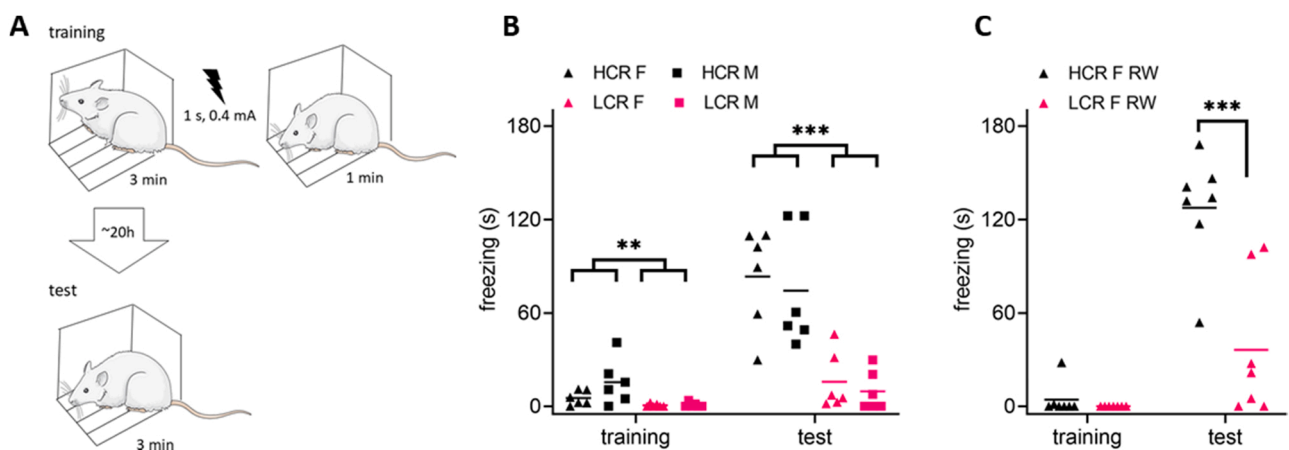 A
training
1 s, 0.4 mA
3 min
1 min
~20h
test
3 min
B
HCR F
HCR M
LCR F
LCR M
freezing (s)
180
120
60
0
**
***
training
test
C
HCR F RW
LCR F RW
freezing (s)
180
120
60
0
***
training
test